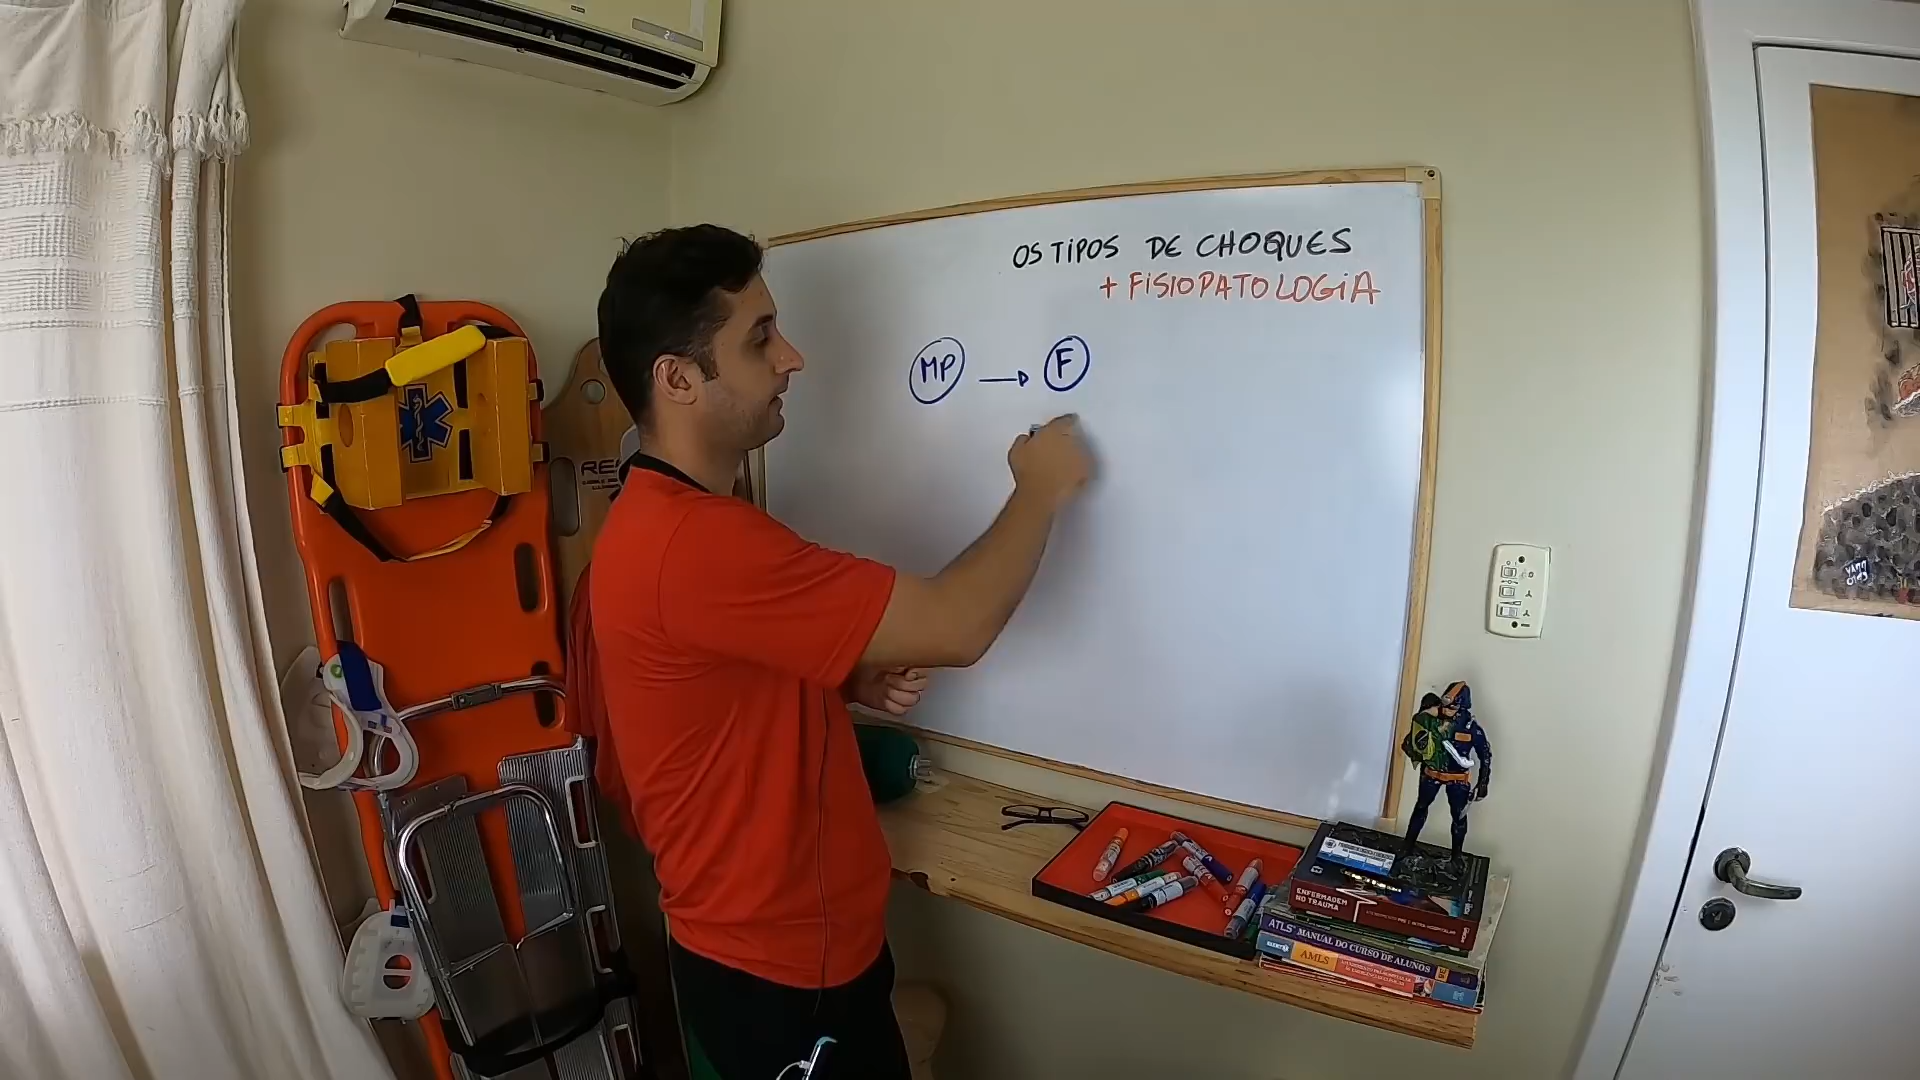 OS TIPOS DE CHOQUES
+ FISIOPATOLOGIA
MP → F
ENFERMAGEM
NO TRAUMA
ATLS MANUAL DO CURSO DE ALUNOS
AMLS